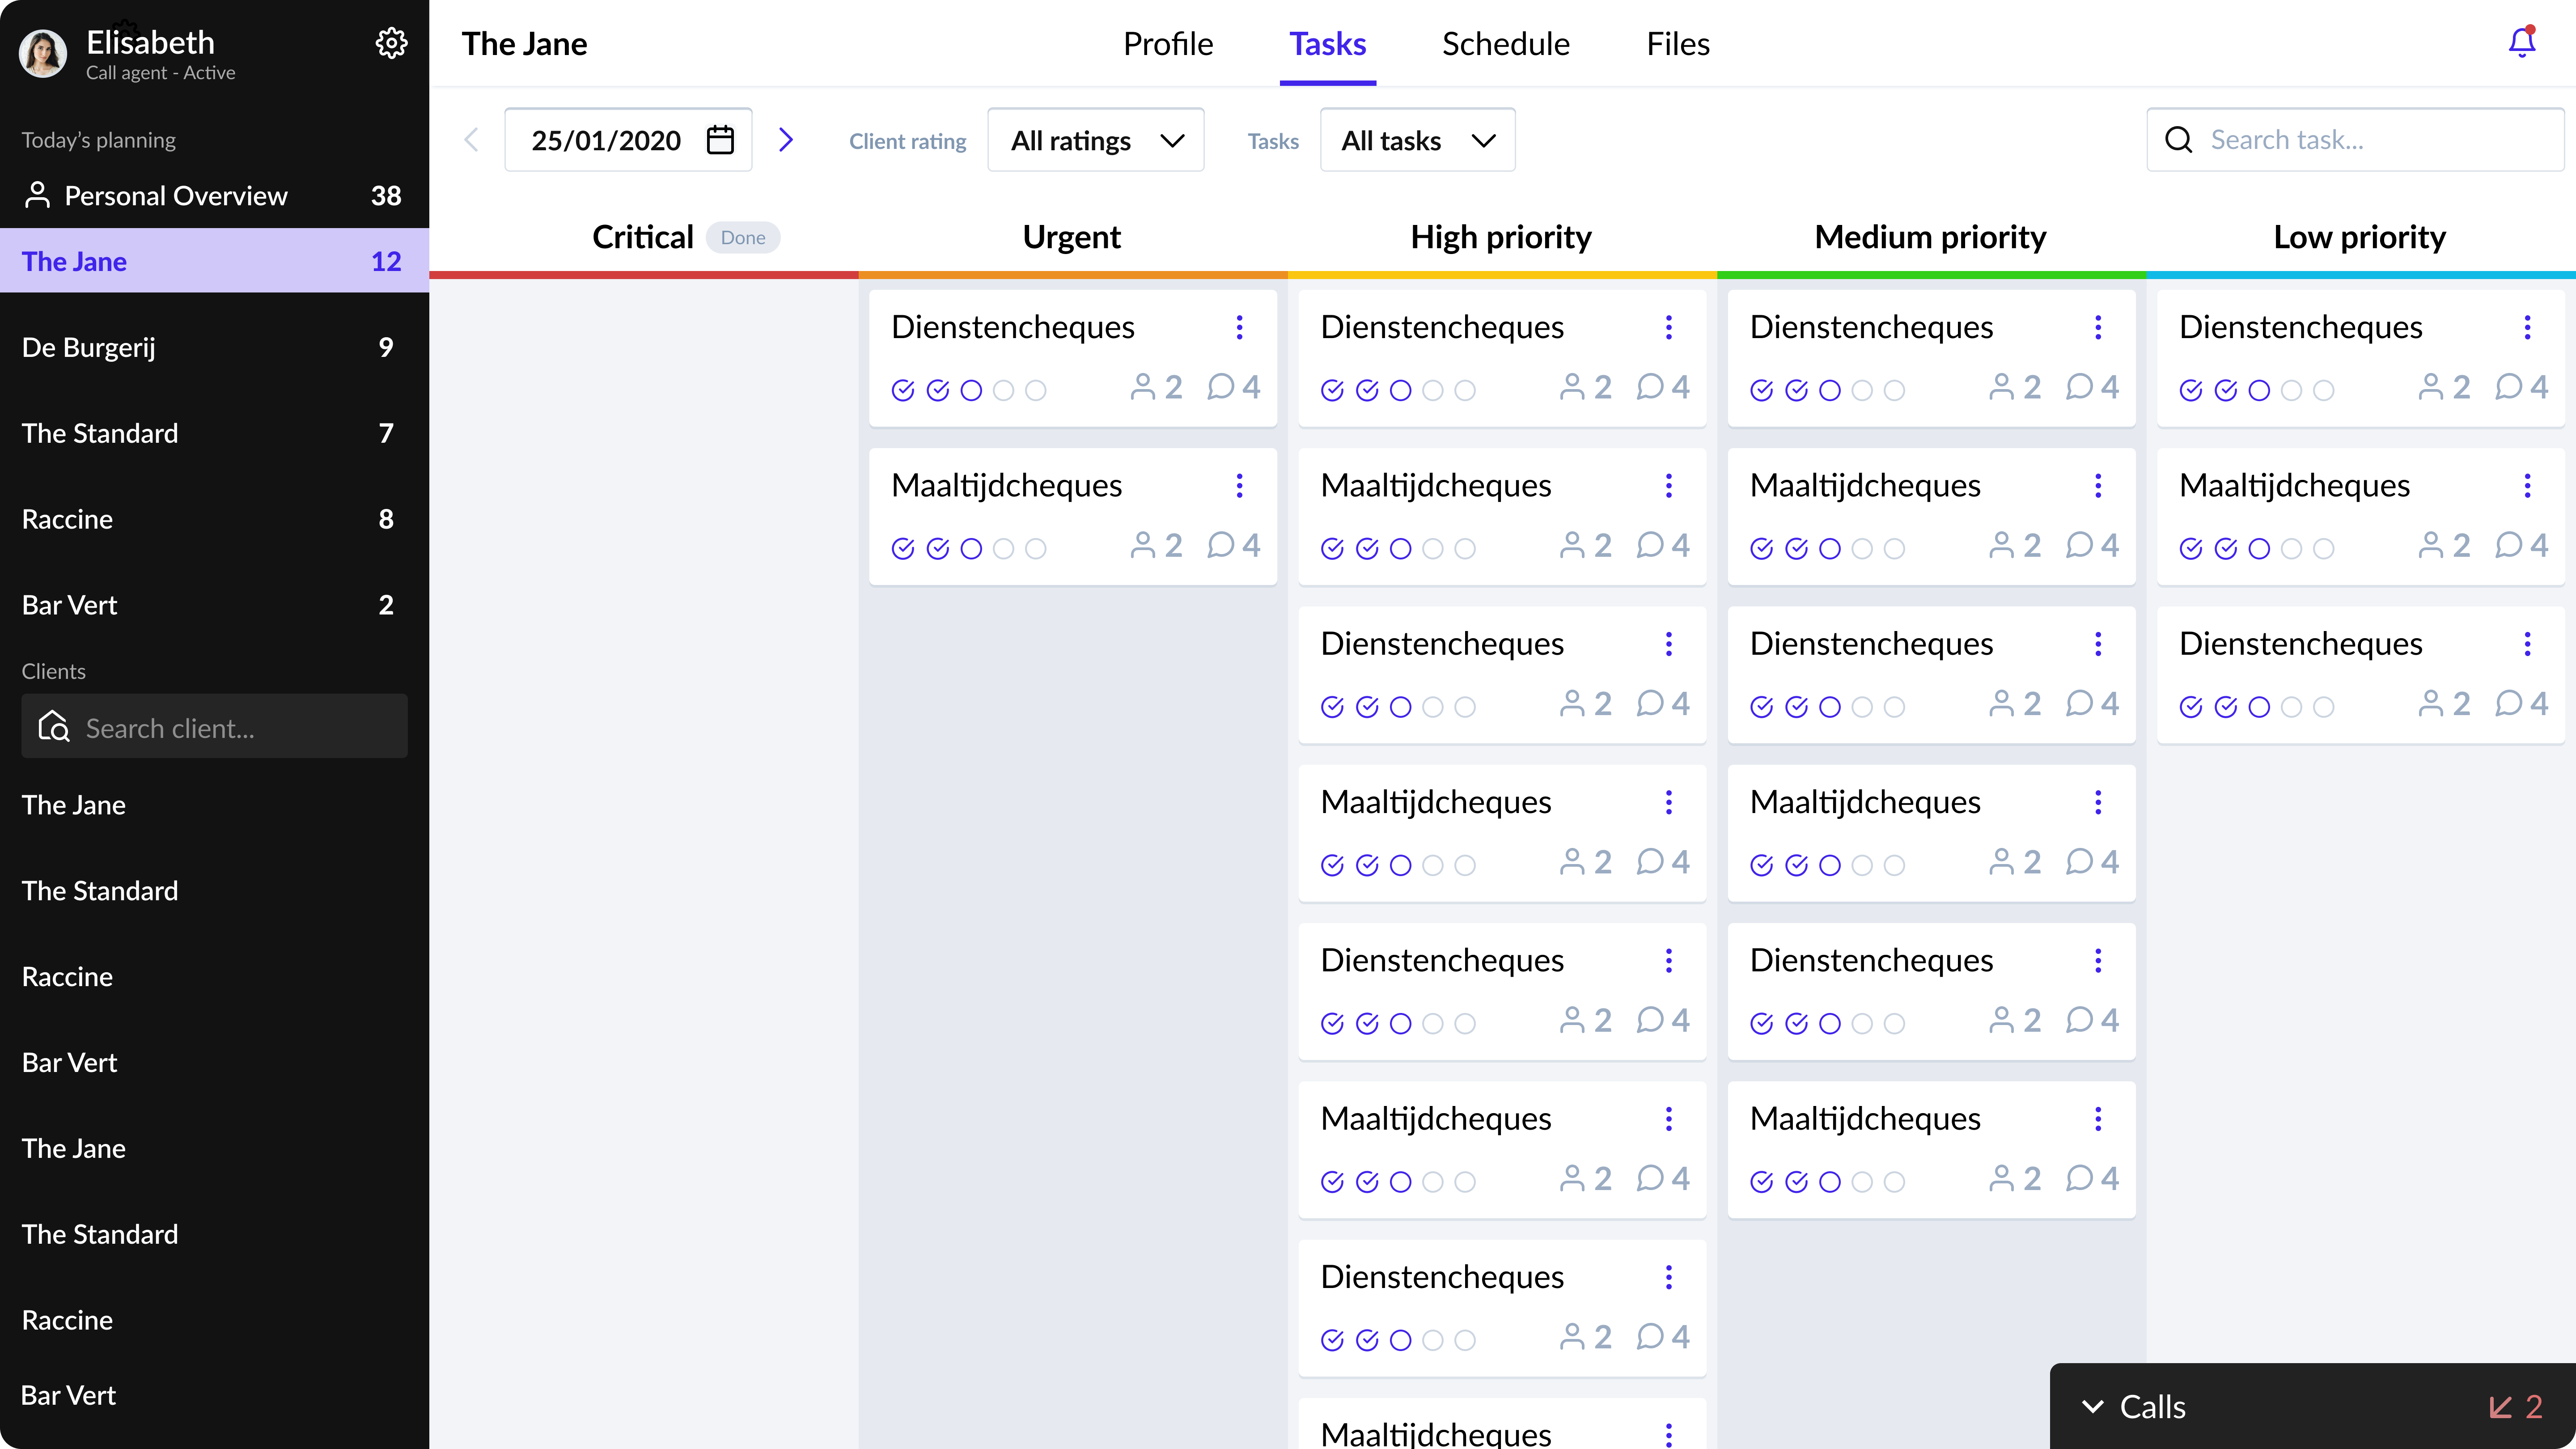 Elisabeth
Call agent - Active
Today's planning
Personal Overview 38
The Jane 12
De Burgerij 9
The Standard 7
Raccine 8
Bar Vert 2
Clients
Search client...
The Jane
The Standard
Raccine
Bar Vert
The Jane
The Standard
Raccine
Bar Vert
The Jane
Profile Tasks Schedule Files
25/01/2020
Client rating All ratings
Tasks All tasks
Search task...
Critical Done
Urgent
Dienstencheques
2 4
Maaltijdcheques
2 4
High priority
Dienstencheques
2 4
Maaltijdcheques
2 4
Dienstencheques
2 4
Maaltijdcheques
2 4
Dienstencheques
2 4
Maaltijdcheques
2 4
Dienstencheques
2 4
Maaltijdcheques
Medium priority
Dienstencheques
2 4
Maaltijdcheques
2 4
Dienstencheques
2 4
Maaltijdcheques
2 4
Dienstencheques
2 4
Maaltijdcheques
2 4
Low priority
Dienstencheques
2 4
Maaltijdcheques
2 4
Dienstencheques
2 4
Calls 2